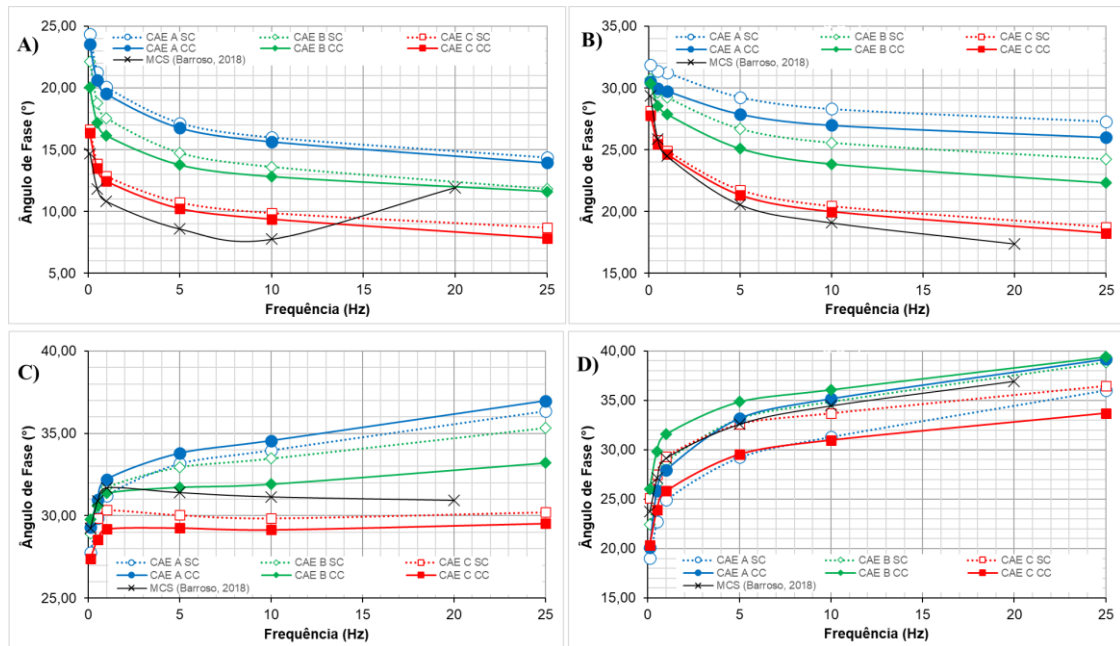 A)
CAE A SC
CAE B SC
CAE C SC
CAE A CC
CAE B CC
CAE C CC
MCS (Barroso, 2018)
Ângulo de Fase (°)
25,00
20,00
15,00
10,00
5,00
0 5 10 15 20 25
Frequência (Hz)
B)
CAE A SC
CAE B SC
CAE C SC
CAE A CC
CAE B CC
CAE C CC
MCS (Barroso, 2018)
Ângulo de Fase (°)
35,00
30,00
25,00
20,00
15,00
0 5 10 15 20 25
Frequência (Hz)
C)
Ângulo de Fase (°)
40,00
35,00
30,00
25,00
CAE A SC
CAE B SC
CAE C SC
CAE A CC
CAE B CC
CAE C CC
MCS (Barroso, 2018)
0 5 10 15 20 25
Frequência (Hz)
D)
Ângulo de Fase (°)
40,00
35,00
30,00
25,00
20,00
15,00
CAE A SC
CAE B SC
CAE C SC
CAE A CC
CAE B CC
CAE C CC
MCS (Barroso, 2018)
0 5 10 15 20 25
Frequência (Hz)